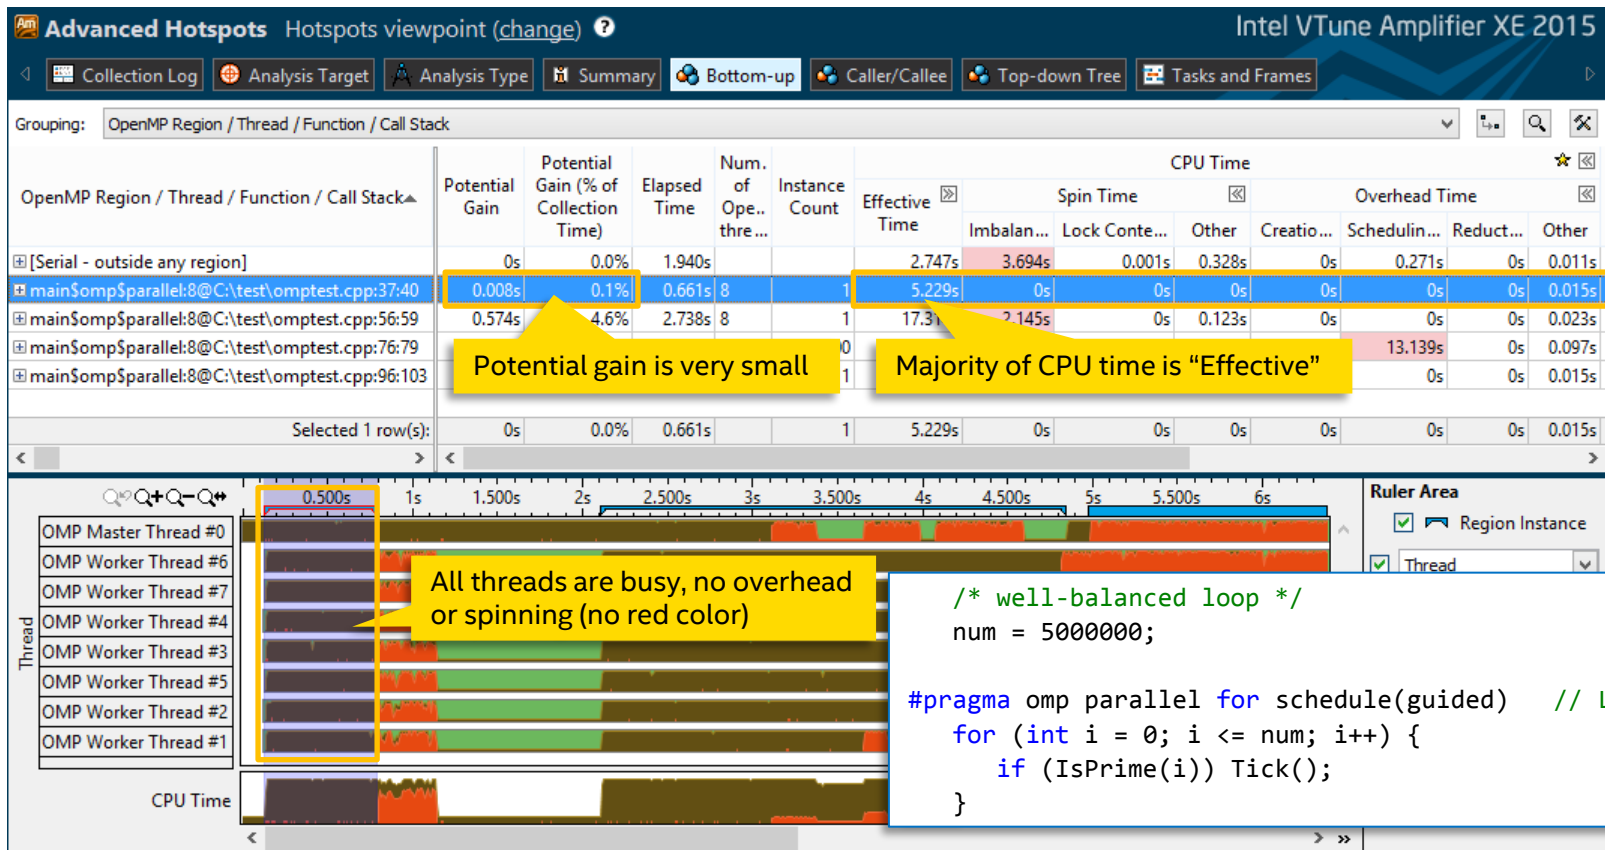 Advanced Hotspots Hotspots viewpoint (change) ? Intel VTune Amplifier XE 2015
Collection Log Analysis Target Analysis Type Summary Bottom-up Caller/Callee Top-down Tree Tasks and Frames
Grouping: OpenMP Region / Thread / Function / Call Stack
OpenMP Region / Thread / Function / Call Stack
Potential Gain
Potential Gain (% of Collection Time)
Elapsed Time
Num. of Ope.. thre...
Instance Count
CPU Time
Effective Time
Spin Time
Overhead Time
Imbalan... Lock Conte... Other Creatio... Schedulin... Reduct... Other
[Serial - outside any region] 0s 0.0% 1.940s 2.747s 3.694s 0.001s 0.328s 0s 0.271s 0s 0.011s
main$omp$parallel:8@C:\test\omptest.cpp:37:40 0.008s 0.1% 0.661s 8 1 5.229s 0s 0s 0s 0s 0s 0s 0.015s
main$omp$parallel:8@C:\test\omptest.cpp:56:59 0.574s 4.6% 2.738s 8 1 17.31 2.145s 0s 0.123s 0s 0s 0s 0.023s
main$omp$parallel:8@C:\test\omptest.cpp:76:79 13.139s 0s 0.097s
main$omp$parallel:8@C:\test\omptest.cpp:96:103 1 0s 0s 0.015s
Potential gain is very small
Majority of CPU time is “Effective”
Selected 1 row(s): 0s 0.0% 0.661s 1 5.229s 0s 0s 0s 0s 0s 0s 0.015s
0.500s 1s 1.500s 2s 2.500s 3s 3.500s 4s 4.500s 5s 5.500s 6s
Ruler Area
Region Instance
Thread
Thread
OMP Master Thread #0
OMP Worker Thread #6
OMP Worker Thread #7
OMP Worker Thread #4
OMP Worker Thread #3
OMP Worker Thread #5
OMP Worker Thread #2
OMP Worker Thread #1
CPU Time
All threads are busy, no overhead
or spinning (no red color)
/* well-balanced loop */
num = 5000000;
#pragma omp parallel for schedule(guided) // L
for (int i = 0; i <= num; i++) {
if (IsPrime(i)) Tick();
}